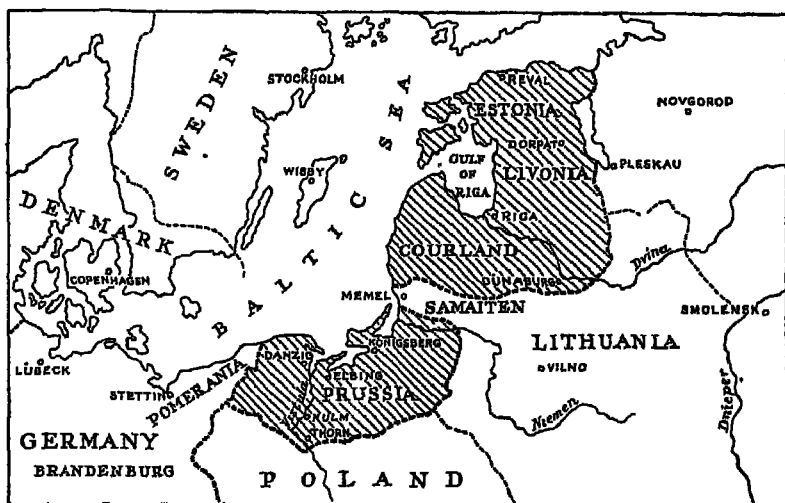 SWEDEN
STOCKHOLM
REVAL
ESTONIA
NOVGOROD
DORPAT
WISBY
GULF
OF
RIGA
LIVONIA
PLESKAU
DENMARK
BALTIC SEA
RIGA
COURLAND
COPENHAGEN
DÜNABURG
Dvina
MEMEL
SAMAITEN
SMOLENSK
LÜBECK
DANZIG
KÖNIGSBERG
LITHUANIA
VILNO
STETTIN
POMERANIA
ELBING
PRUSSIA
KULM
THORN
Niemen
Dnieper
GERMANY
BRANDENBURG
POLAND